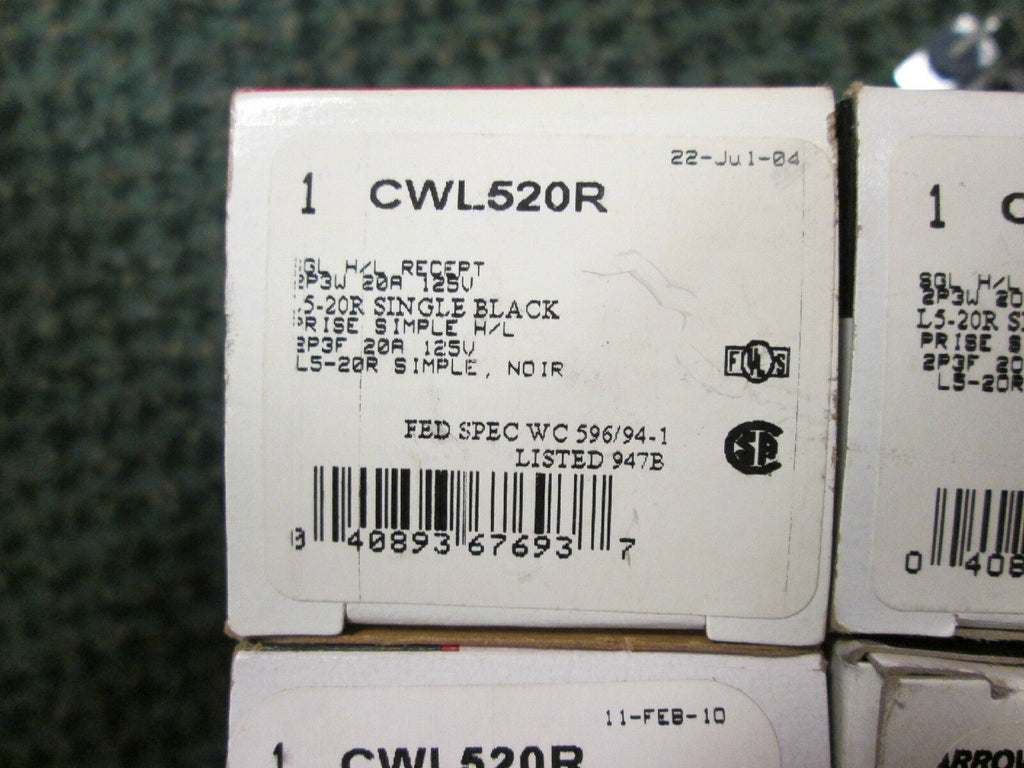 22-Jul-04
1 CWL520R
SGL H/L RECEPT
2P3W 20A 125V
L5-20R SINGLE BLACK
PRISE SIMPLE H/L
2P3F 20A 125V
L5-20R SIMPLE, NOIR
F UL S
FED SPEC WC 596/94-1
LISTED 947B
0 40893 67693 7
1 C
SGL H/L
2P3W 20
L5-20R S
PRISE S
2P3F 20
L5-20R
0 408
11-FEB-10
1 CWL520R
ARROW